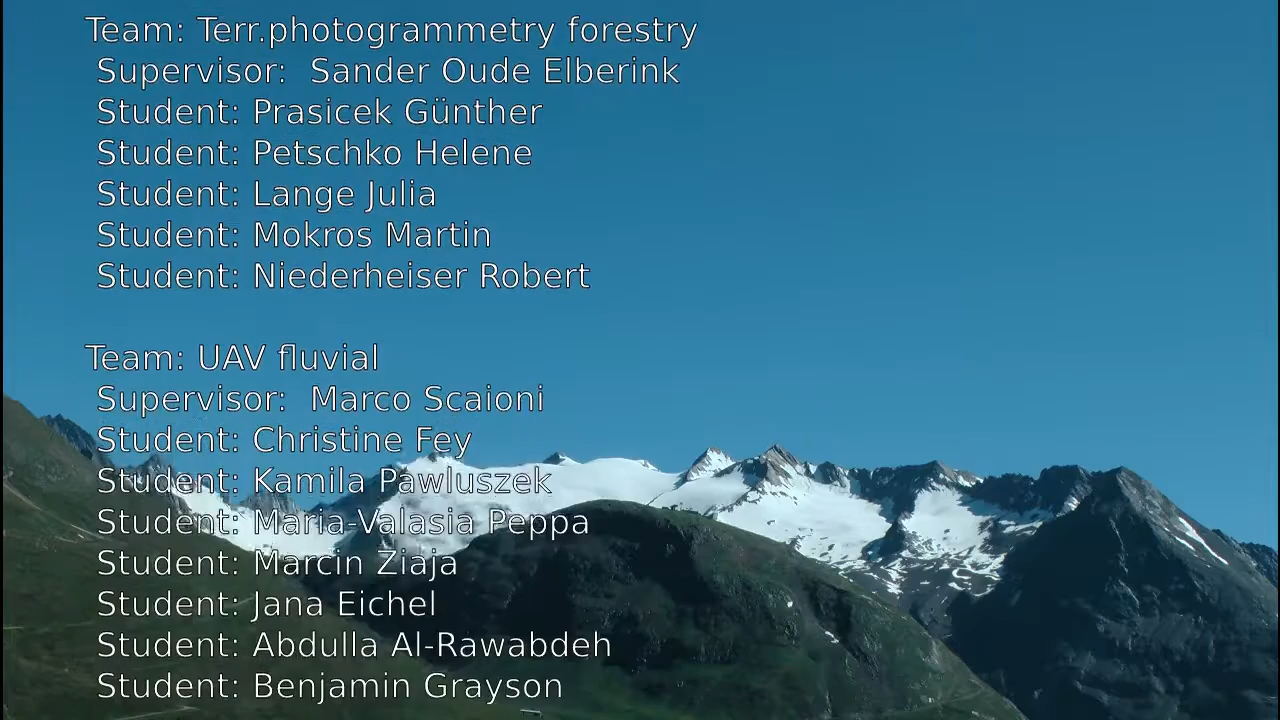 Team: Terr.photogrammetry forestry
Supervisor: Sander Oude Elberink
Student: Prasicek Günther
Student: Petschko Helene
Student: Lange Julia
Student: Mokros Martin
Student: Niederheiser Robert
Team: UAV fluvial
Supervisor: Marco Scaioni
Student: Christine Fey
Student: Kamila Pawluszek
Student: Maria-Valasia Peppa
Student: Marcin Ziaja
Student: Jana Eichel
Student: Abdulla Al-Rawabdeh
Student: Benjamin Grayson